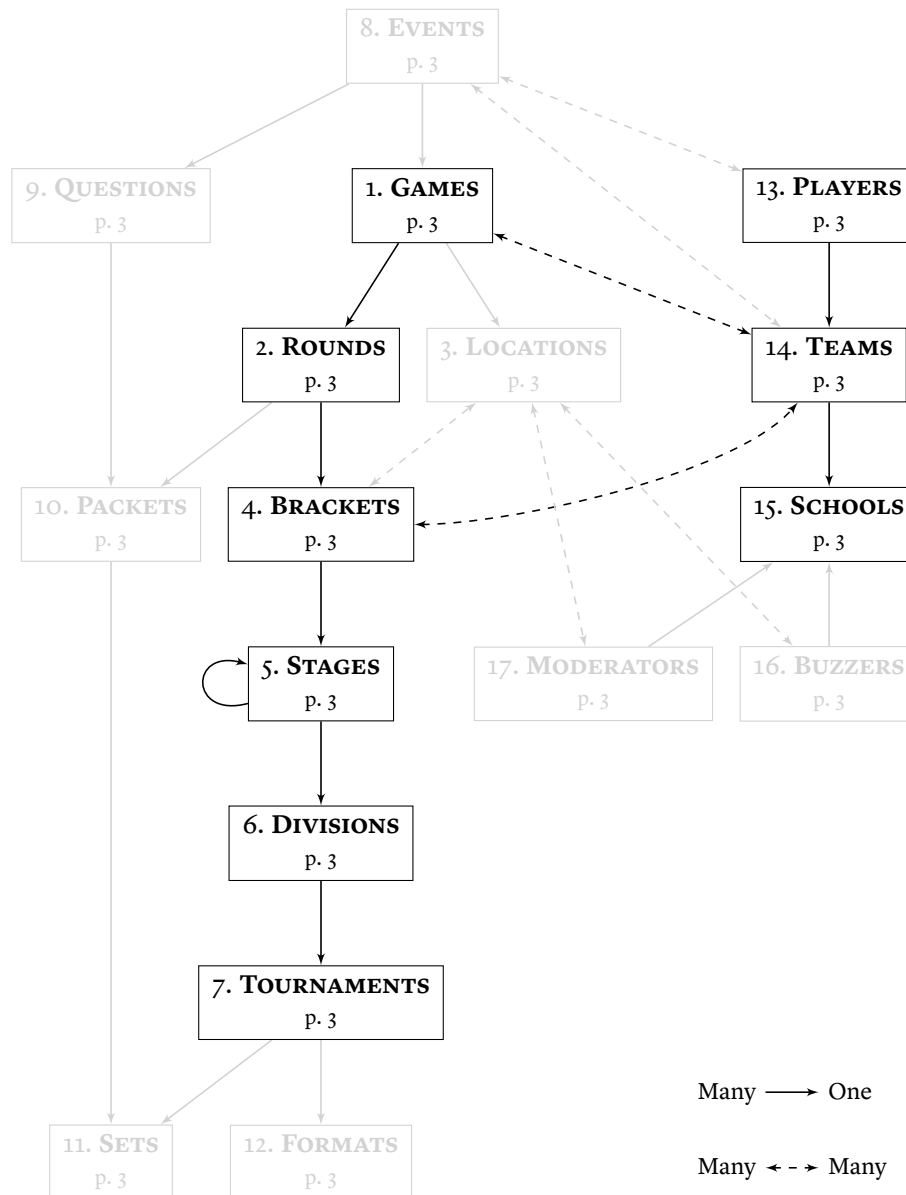 8. EVENTS
p. 3
9. QUESTIONS
p. 3
1. GAMES
p. 3
13. PLAYERS
p. 3
2. ROUNDS
p. 3
3. LOCATIONS
p. 3
14. TEAMS
p. 3
10. PACKETS
p. 3
4. BRACKETS
p. 3
15. SCHOOLS
p. 3
5. STAGES
p. 3
17. MODERATORS
p. 3
16. BUZZERS
p. 3
6. DIVISIONS
p. 3
7. TOURNAMENTS
p. 3
Many One
11. SETS
p. 3
12. FORMATS
p. 3
Many Many